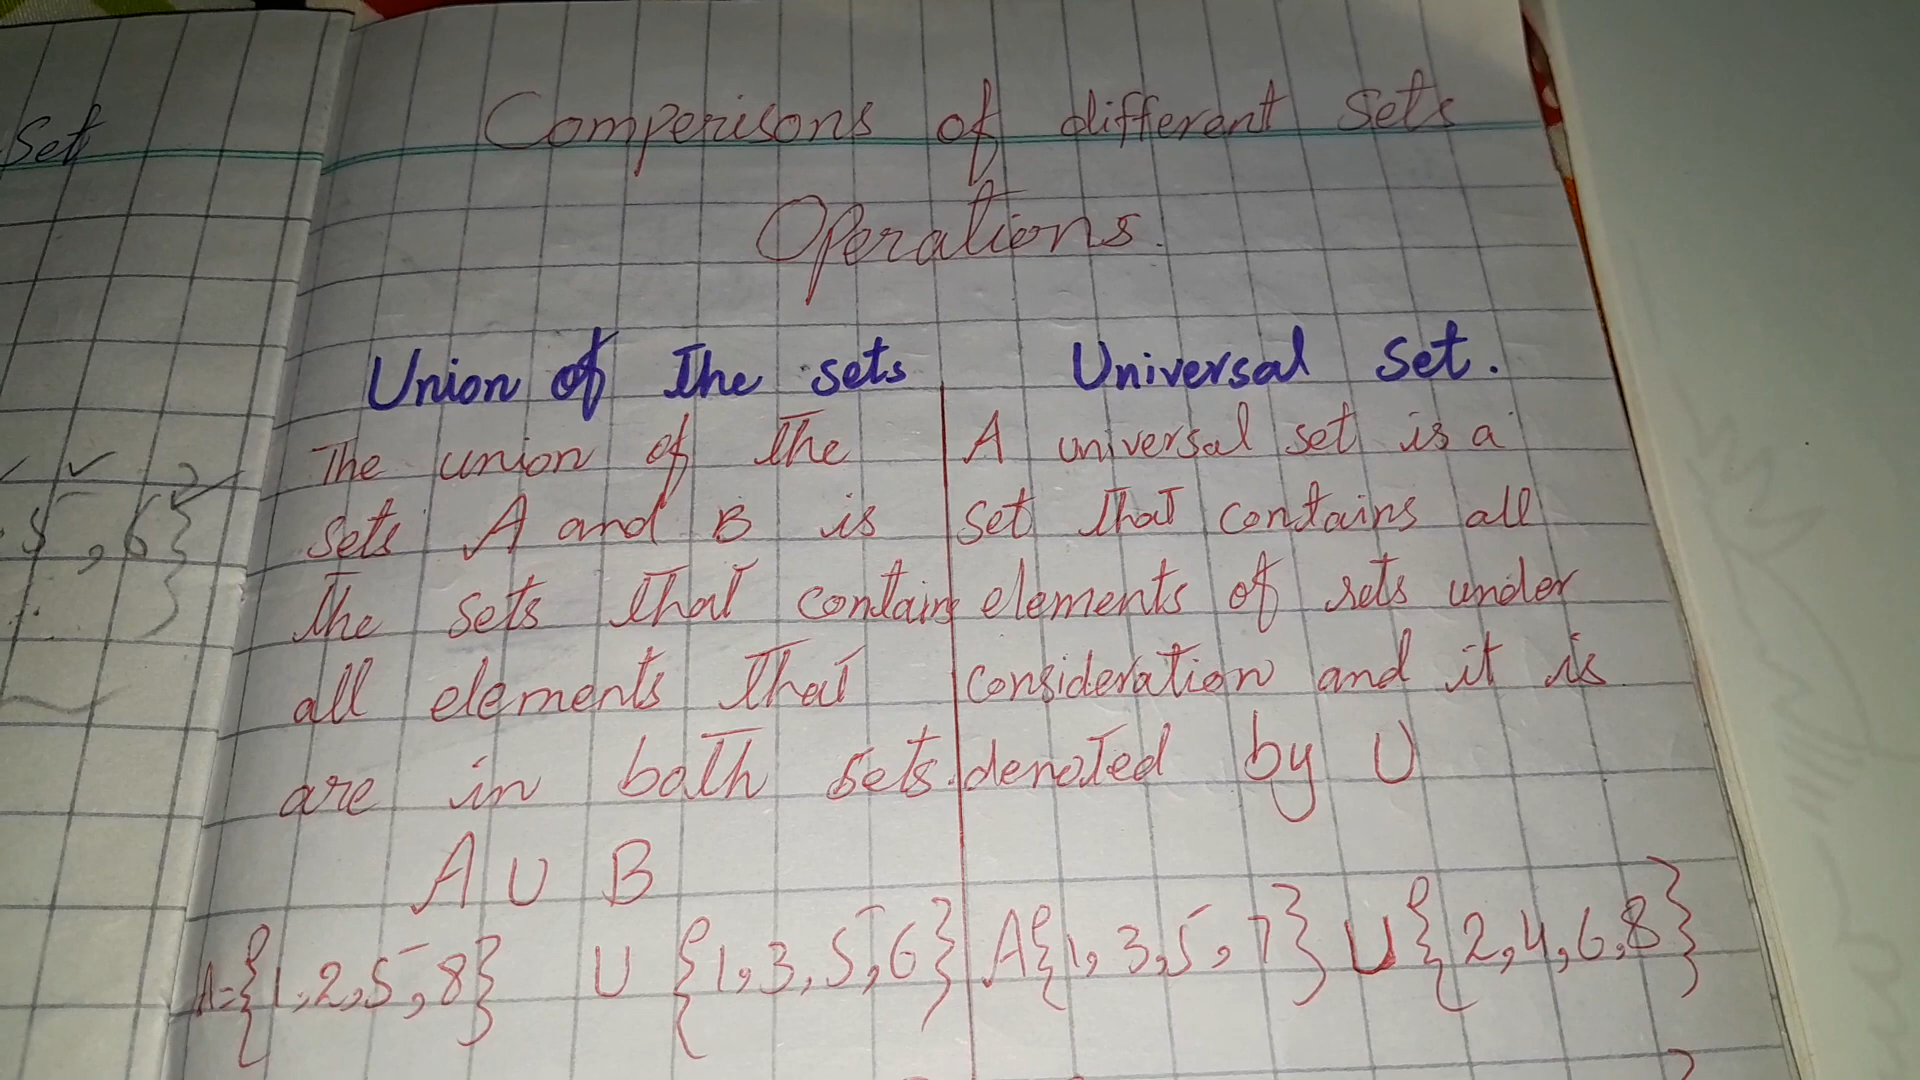 Set
Comperisons of different Sets
Operations.
Union of The sets
The union of The
sets A and B is
The sets That contains
all elements That
are in both sets.
A U B
A={1,2,5,8} U {1,3,5,6}
Universal set.
A universal set is a
set That contains all
elements of sets under
consideration and it is
denoted by U
A{1,3,5,7} U {2,4,6,8}
5,6}